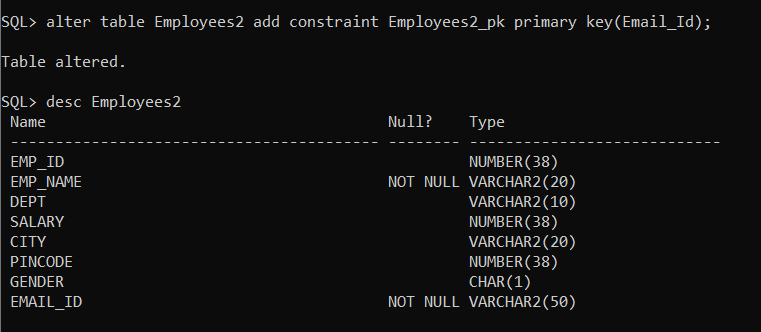 SQL> alter table Employees2 add constraint Employees2_pk primary key(Email_Id);
Table altered.
SQL> desc Employees2
Name Null? Type
----------------------------------------- -------- ----------------------------
EMP_ID NUMBER(38)
EMP_NAME NOT NULL VARCHAR2(20)
DEPT VARCHAR2(10)
SALARY NUMBER(38)
CITY VARCHAR2(20)
PINCODE NUMBER(38)
GENDER CHAR(1)
EMAIL_ID NOT NULL VARCHAR2(50)